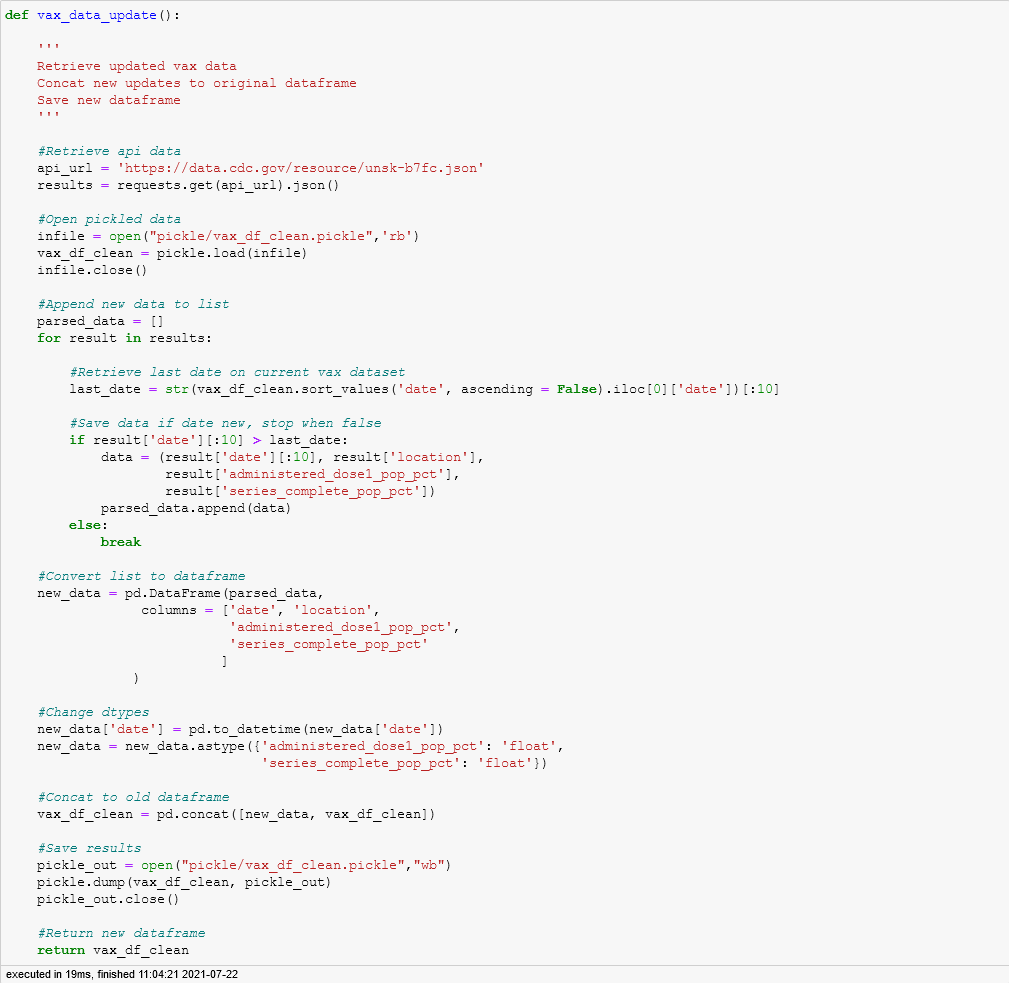 def vax_data_update():
'''
Retrieve updated vax data
Concat new updates to original dataframe
Save new dataframe
'''
#Retrieve api data
api_url = 'https://data.cdc.gov/resource/unsk-b7fc.json'
results = requests.get(api_url).json()
#Open pickled data
infile = open("pickle/vax_df_clean.pickle",'rb')
vax_df_clean = pickle.load(infile)
infile.close()
#Append new data to list
parsed_data = []
for result in results:
#Retrieve last date on current vax dataset
last_date = str(vax_df_clean.sort_values('date', ascending = False).iloc[0]['date'])[:10]
#Save data if date new, stop when false
if result['date'][:10] > last_date:
data = (result['date'][:10], result['location'],
result['administered_dose1_pop_pct'],
result['series_complete_pop_pct'])
parsed_data.append(data)
else:
break
#Convert list to dataframe
new_data = pd.DataFrame(parsed_data,
columns = ['date', 'location',
'administered_dose1_pop_pct',
'series_complete_pop_pct'
]
)
#Change dtypes
new_data['date'] = pd.to_datetime(new_data['date'])
new_data = new_data.astype({'administered_dose1_pop_pct': 'float',
'series_complete_pop_pct': 'float'})
#Concat to old dataframe
vax_df_clean = pd.concat([new_data, vax_df_clean])
#Save results
pickle_out = open("pickle/vax_df_clean.pickle","wb")
pickle.dump(vax_df_clean, pickle_out)
pickle_out.close()
#Return new dataframe
return vax_df_clean
executed in 19ms, finished 11:04:21 2021-07-22